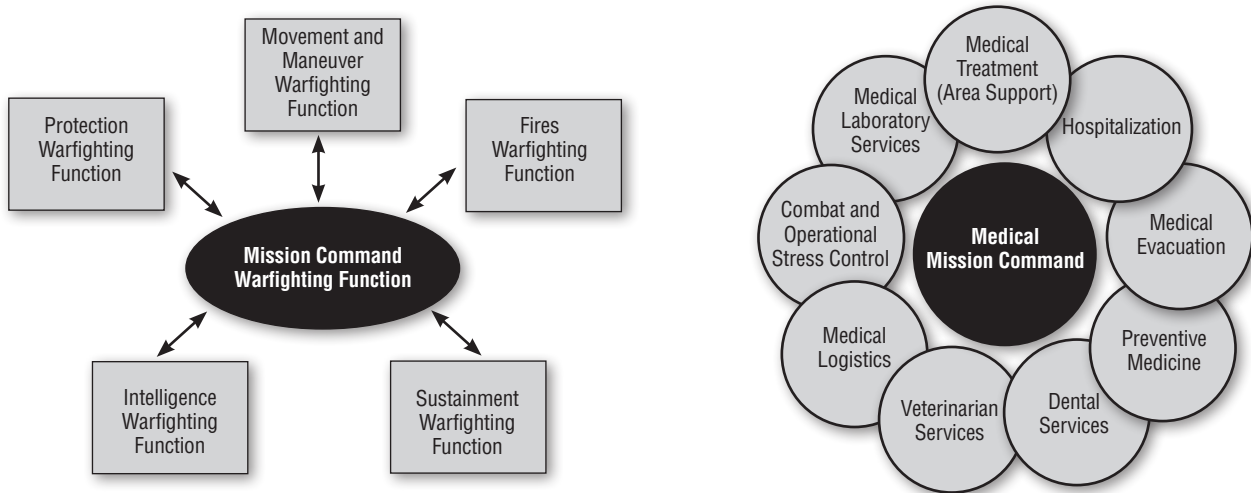 Movement and
Maneuver
Warfighting
Function
Protection
Warfighting
Function
Fires
Warfighting
Function
Mission Command
Warfighting Function
Intelligence
Warfighting
Function
Sustainment
Warfighting
Function
Medical
Treatment
(Area Support)
Medical
Laboratory
Services
Hospitalization
Combat and
Operational
Stress Control
Medical
Mission Command
Medical
Evacuation
Medical
Logistics
Preventive
Medicine
Veterinarian
Services
Dental
Services